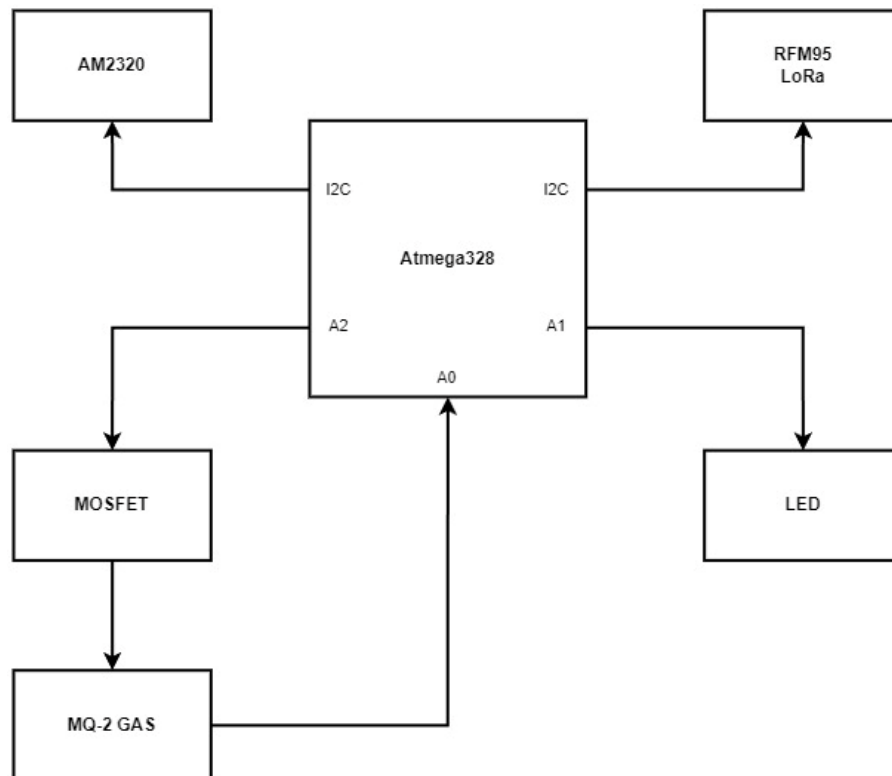 AM2320
RFM95
LoRa
I2C
I2C
Atmega328
A2
A1
A0
MOSFET
LED
MQ-2 GAS